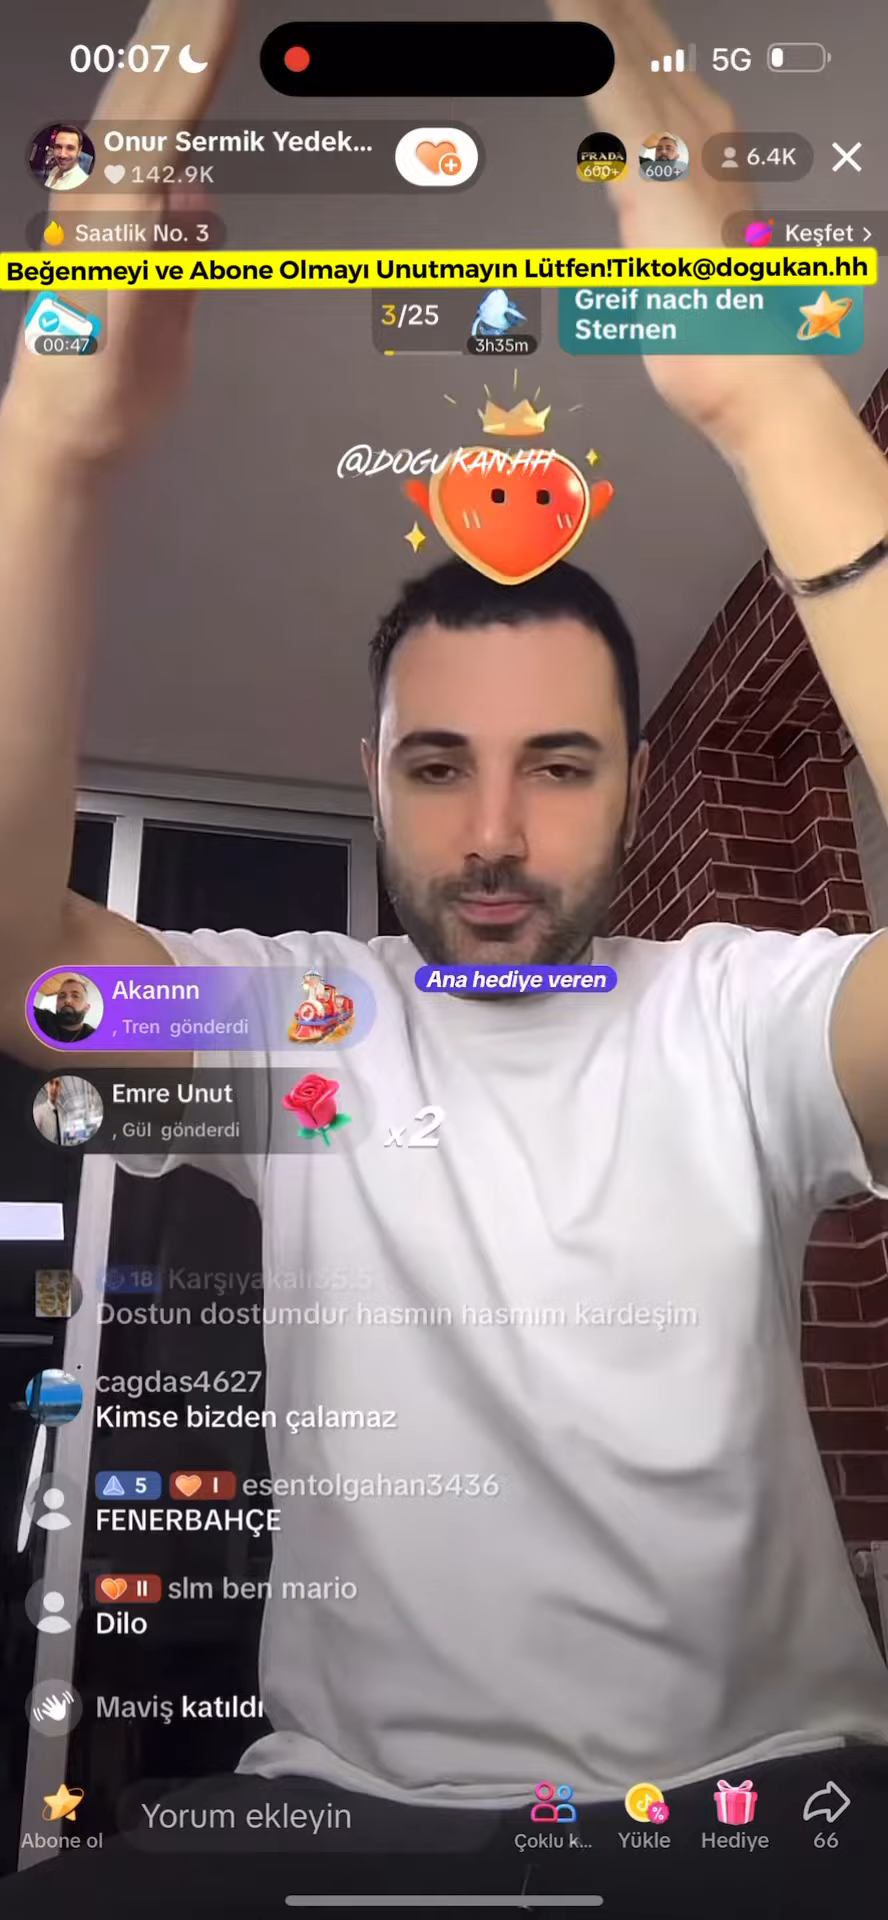 00:07
5G
Onur Sermik Yedek...
142.9K
PRADA
600+
600+
6.4K
Saatlik No. 3
Keşfet >
Beğenmeyi ve Abone Olmayı Unutmayın Lütfen!Tiktok@dogukan.hh
00:47
3/25
3h35m
Greif nach den
Sternen
@DOGUKAN.HH
Ana hediye veren
Akannn
, Tren gönderdi
Emre Unut
, Gül gönderdi
x2
18 Karşıyakalı35.5
Dostun dostumdur hasmın hasmım kardeşim
cagdas4627
Kimse bizden çalamaz
5 I esentolgahan3436
FENERBAHÇE
II slm ben mario
Dilo
Maviş katıldı
Abone ol
Yorum ekleyin
Çoklu k...
Yükle
Hediye
66